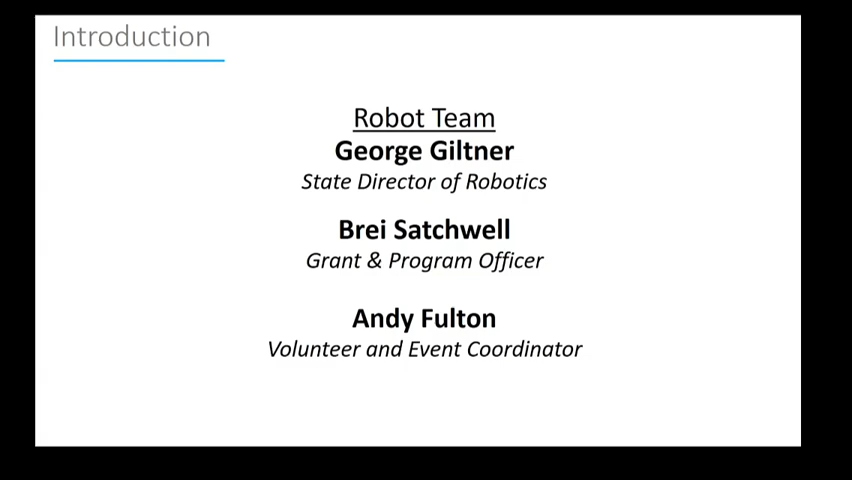 Introduction
Robot Team
George Giltner
State Director of Robotics
Brei Satchwell
Grant & Program Officer
Andy Fulton
Volunteer and Event Coordinator